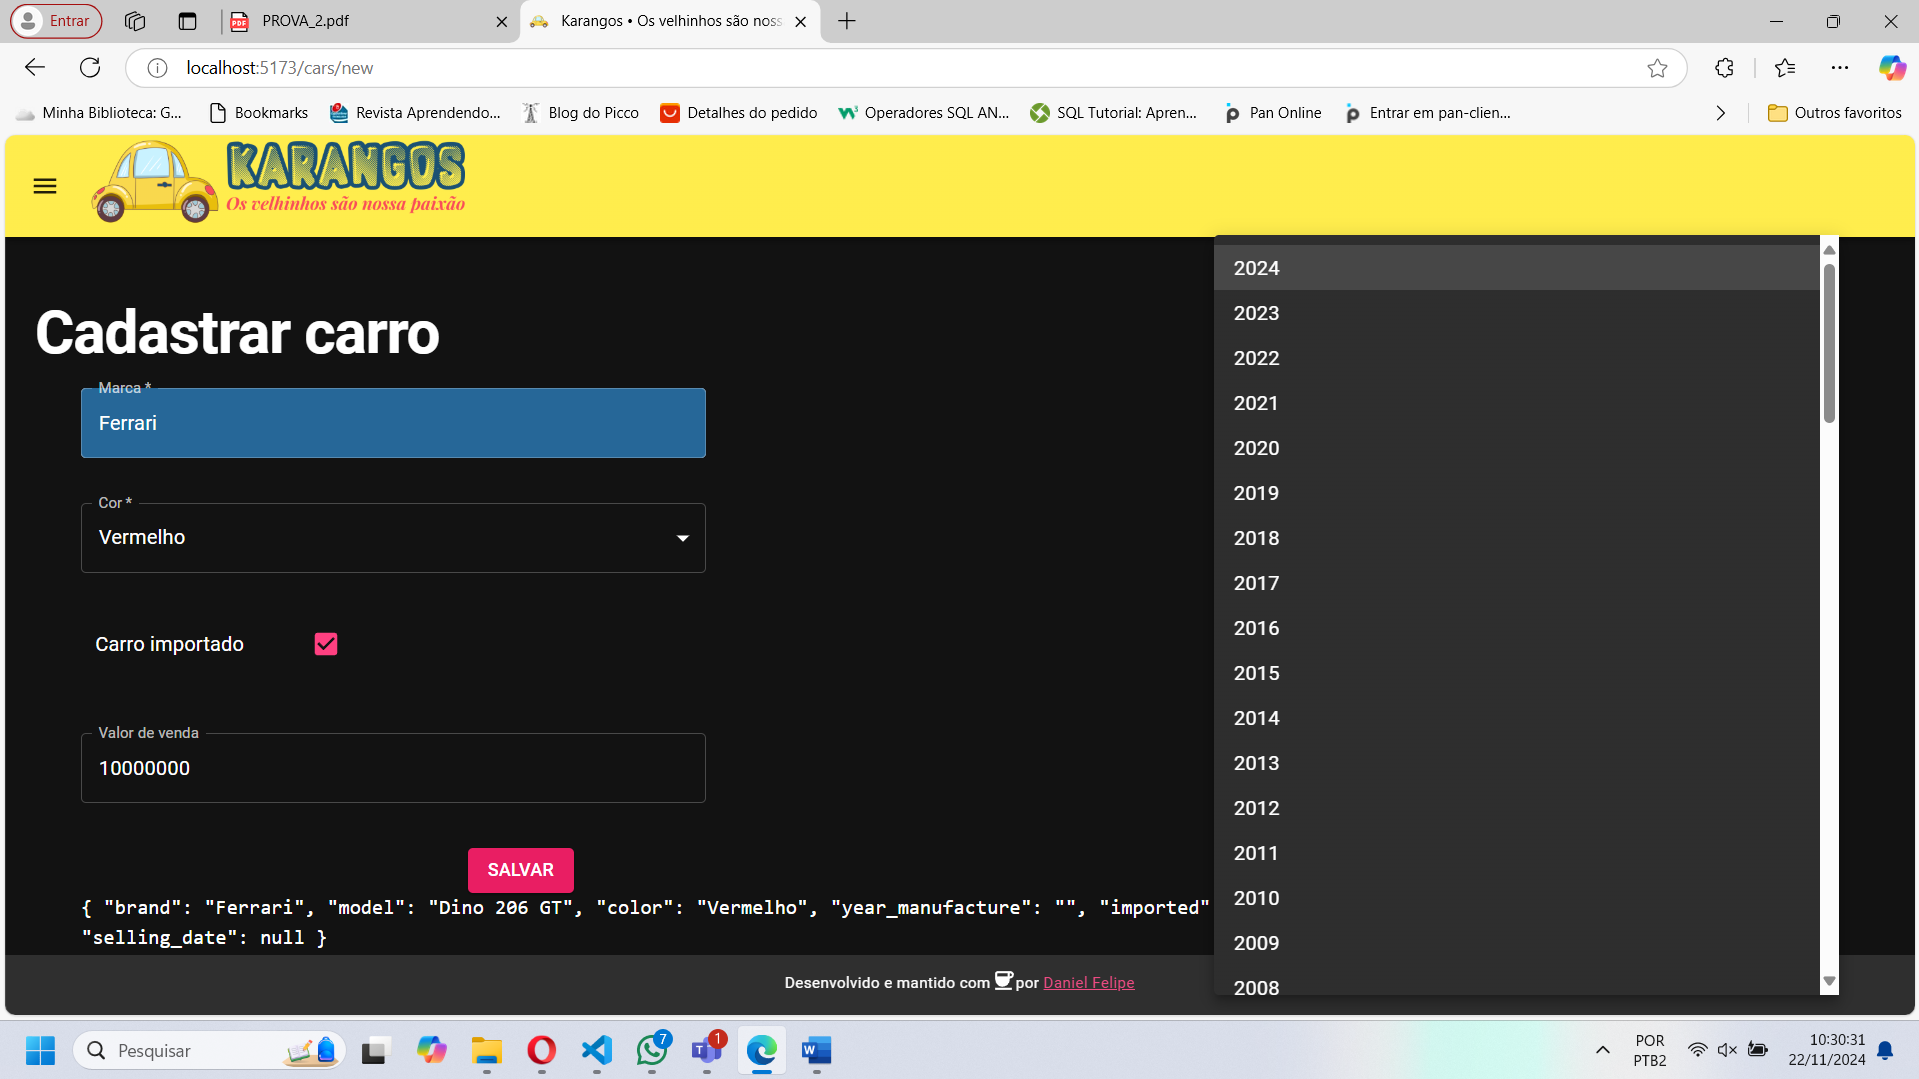 Entrar
PROVA_2.pdf
Karangos • Os velhinhos são noss
localhost:5173/cars/new
Minha Biblioteca: G...
Bookmarks
Revista Aprendendo...
Blog do Picco
Detalhes do pedido
Operadores SQL AN...
SQL Tutorial: Apren...
Pan Online
Entrar em pan-clien...
Outros favoritos
KARANGOS
Os velhinhos são nossa paixão
Cadastrar carro
Marca *
Ferrari
Cor *
Vermelho
Carro importado
Valor de venda
10000000
SALVAR
{ "brand": "Ferrari", "model": "Dino 206 GT", "color": "Vermelho", "year_manufacture": "", "imported"
"selling_date": null }
2024
2023
2022
2021
2020
2019
2018
2017
2016
2015
2014
2013
2012
2011
2010
2009
2008
Desenvolvido e mantido com por Daniel Felipe
Pesquisar
7
1
POR
PTB2
10:30:31
22/11/2024